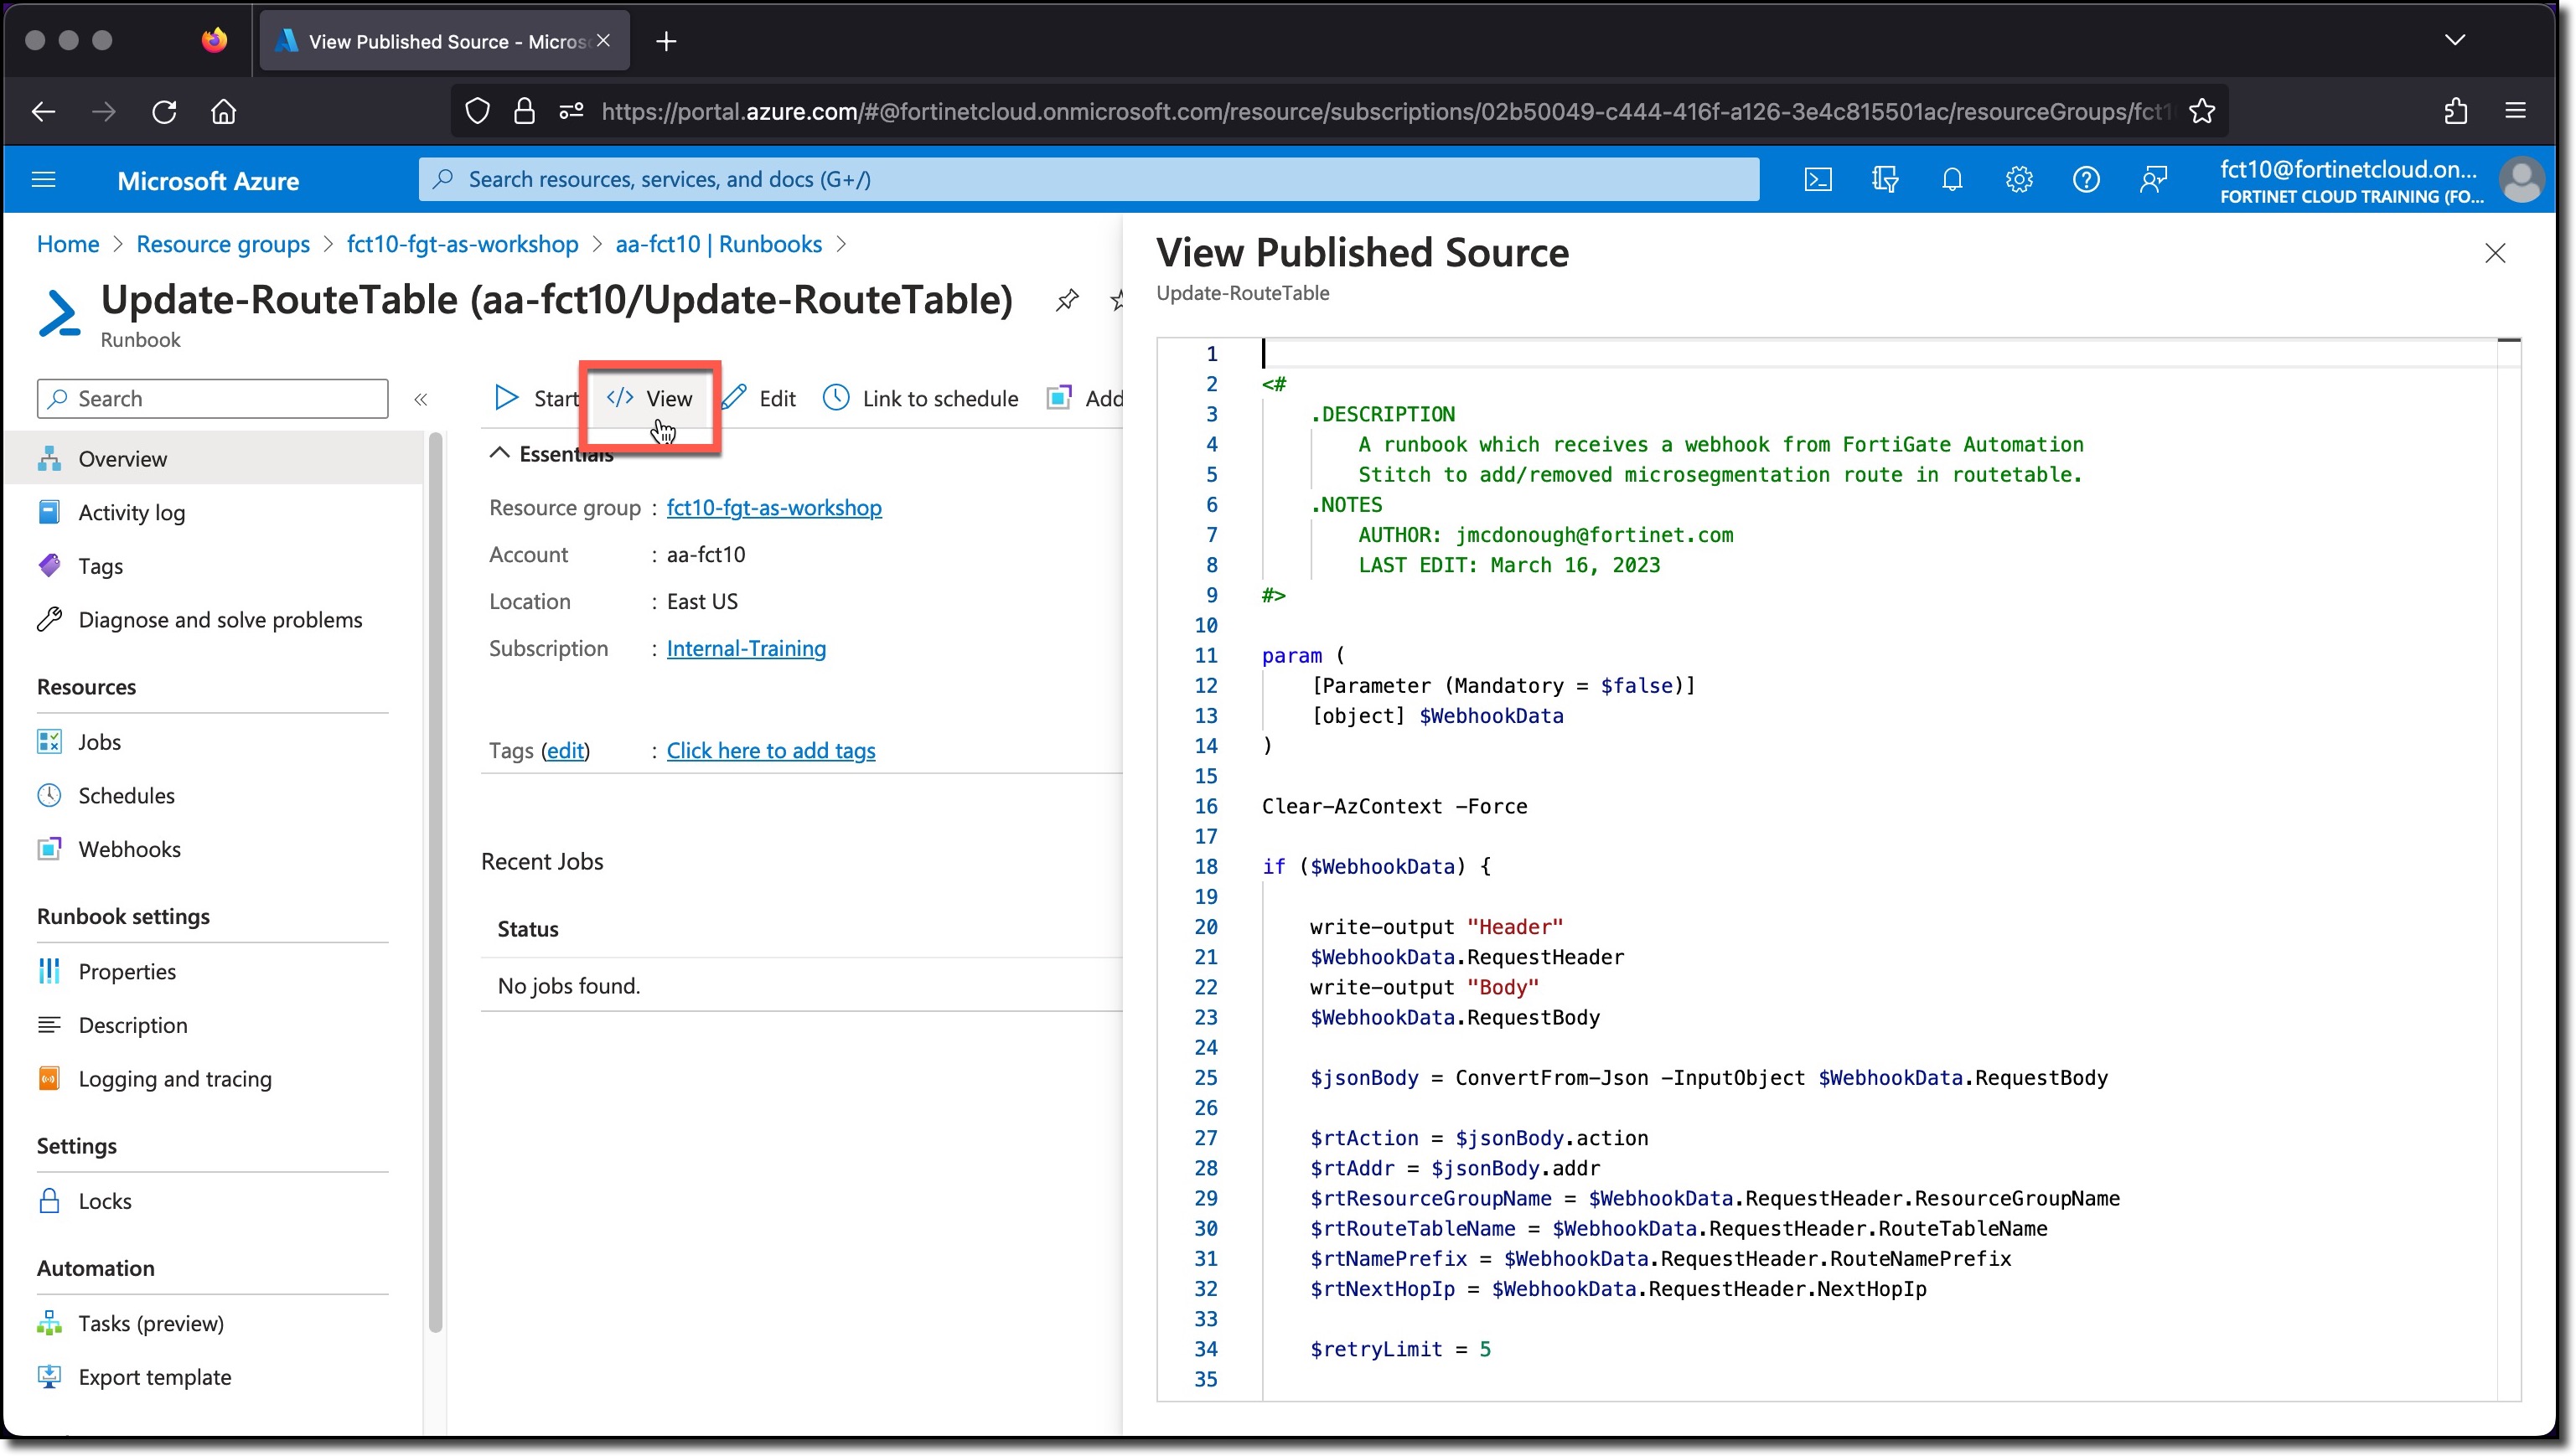 View Published Source - Micros
https://portal.azure.com/#@fortinetcloud.onmicrosoft.com/resource/subscriptions/02b50049-c444-416f-a126-3e4c815501ac/resourceGroups/fct1
Microsoft Azure
Search resources, services, and docs (G+/)
fct10@fortinetcloud.on...
FORTINET CLOUD TRAINING (FO...
Home > Resource groups > fct10-fgt-as-workshop > aa-fct10 | Runbooks >
Update-RouteTable (aa-fct10/Update-RouteTable)
Runbook
Search
«
Start
</> View
Edit
Link to schedule
Add
Overview
Activity log
Tags
Diagnose and solve problems
Resources
Jobs
Schedules
Webhooks
Runbook settings
Properties
Description
Logging and tracing
Settings
Locks
Automation
Tasks (preview)
Export template
Essentials
Resource group : fct10-fgt-as-workshop
Account : aa-fct10
Location : East US
Subscription : Internal-Training
Tags (edit) : Click here to add tags
Recent Jobs
Status
No jobs found.
View Published Source
Update-RouteTable
1
2 <#
3 .DESCRIPTION
4 A runbook which receives a webhook from FortiGate Automation
5 Stitch to add/removed microsegmentation route in routetable.
6 .NOTES
7 AUTHOR: jmcdonough@fortinet.com
8 LAST EDIT: March 16, 2023
9 #>
10
11 param (
12 [Parameter (Mandatory = $false)]
13 [object] $WebhookData
14 )
15
16 Clear-AzContext -Force
17
18 if ($WebhookData) {
19
20 write-output "Header"
21 $WebhookData.RequestHeader
22 write-output "Body"
23 $WebhookData.RequestBody
24
25 $jsonBody = ConvertFrom-Json -InputObject $WebhookData.RequestBody
26
27 $rtAction = $jsonBody.action
28 $rtAddr = $jsonBody.addr
29 $rtResourceGroupName = $WebhookData.RequestHeader.ResourceGroupName
30 $rtRouteTableName = $WebhookData.RequestHeader.RouteTableName
31 $rtNamePrefix = $WebhookData.RequestHeader.RouteNamePrefix
32 $rtNextHopIp = $WebhookData.RequestHeader.NextHopIp
33
34 $retryLimit = 5
35